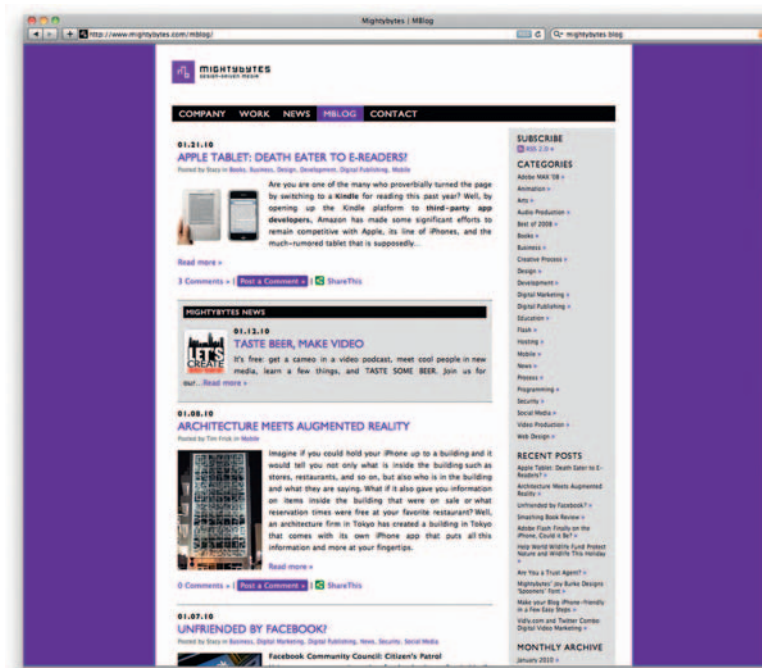 Mightybytes | MBlog
http://www.mightybytes.com/mblog/
mightybytes blog
MIGHTYBYTES
DESIGN-DRIVEN MEDIA
COMPANY WORK NEWS MBLOG CONTACT
01.21.10
APPLE TABLET: DEATH EATER TO E-READERS?
Posted by Stacy in Books, Business, Design, Development, Digital Publishing, Mobile
Are you are one of the many who proverbially turned the page
by switching to a Kindle for reading this past year? Well, by
opening up the Kindle platform to third-party app
developers, Amazon has made some significant efforts to
remain competitive with Apple, its line of iPhones, and the
much-rumored tablet that is supposedly...
Read more »
3 Comments » | Post a Comment » | ShareThis
MIGHTYBYTES NEWS
LET'S
CREATE
01.12.10
TASTE BEER, MAKE VIDEO
It's free: get a cameo in a video podcast, meet cool people in new
media, learn a few things, and TASTE SOME BEER. Join us for
our...Read more »
01.08.10
ARCHITECTURE MEETS AUGMENTED REALITY
Posted by Tim Frick in Mobile
Imagine if you could hold your iPhone up to a building and it
would tell you not only what is inside the building such as
stores, restaurants, and so on, but also who is in the building
and what they are saying. What if it also gave you information
on items inside the building that were on sale or what
reservation times were free at your favorite restaurant? Well,
an architecture firm in Tokyo has created a building in Tokyo
that comes with its own iPhone app that puts all this
information and more at your fingertips.
Read more »
0 Comments » | Post a Comment » | ShareThis
01.07.10
UNFRIENDED BY FACEBOOK?
Posted by Stacy in Business, Digital Marketing, Digital Publishing, News, Security, Social Media
Facebook Community Council: Citizen's Patrol
SUBSCRIBE
RSS 2.0 »
CATEGORIES
Adobe MAX '08 »
Animation »
Arts »
Audio Production »
Best of 2008 »
Books »
Business »
Creative Process »
Design »
Development »
Digital Marketing »
Digital Publishing »
Education »
Flash »
Hosting »
Mobile »
News »
Process »
Programming »
Security »
Social Media »
Video Production »
Web Design »
RECENT POSTS
Apple Tablet: Death Eater to E-
Readers? »
Architecture Meets Augmented
Reality »
Unfriended by Facebook? »
Smashing Book Review »
Adobe Flash Finally on the
iPhone, Could it Be? »
Help World Wildlife Fund Protect
Nature and Wildlife This Holiday
»
Are You a Trust Agent? »
Mightybytes' Joy Burke Designs
'Spooners' Font »
Make your Blog iPhone-friendly
in a Few Easy Steps »
Vidly.com and Twitter Combo:
Digital Video Marketing »
MONTHLY ARCHIVE
January 2010 »